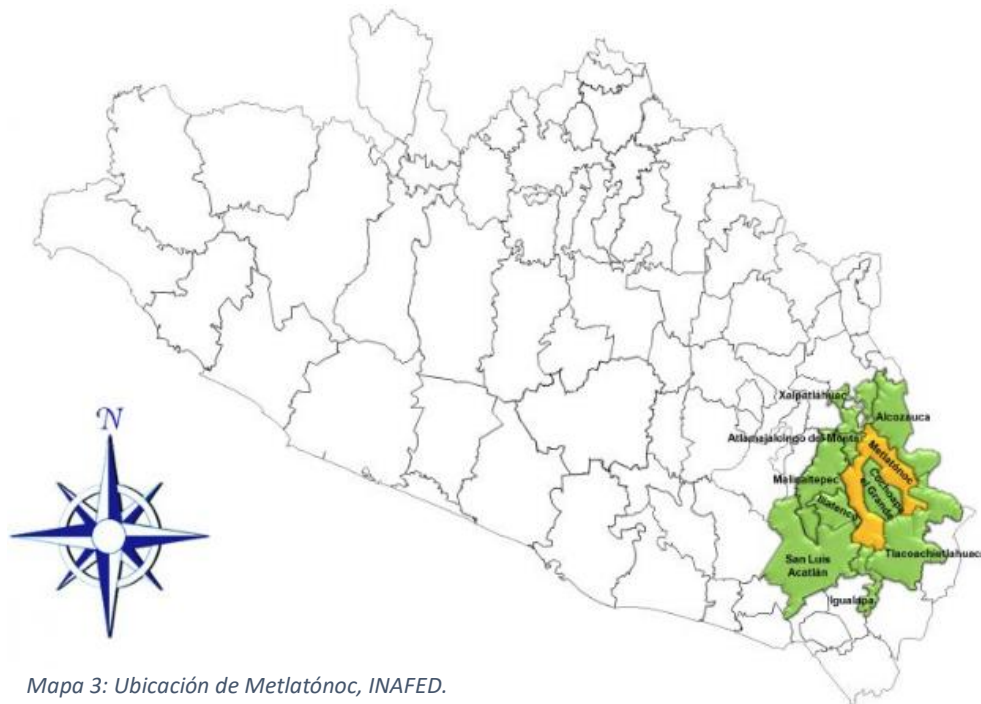 Xalpatláhuac
Alcozauca
Atlamajalcingo del Monte
Metlatónoc
Malinaltepec
Cochoapa
el Grande
Iliatenco
Tlacoachistlahuaca
San Luis
Acatlán
Igualapa
N
Mapa 3: Ubicación de Metlatónoc, INAFED.